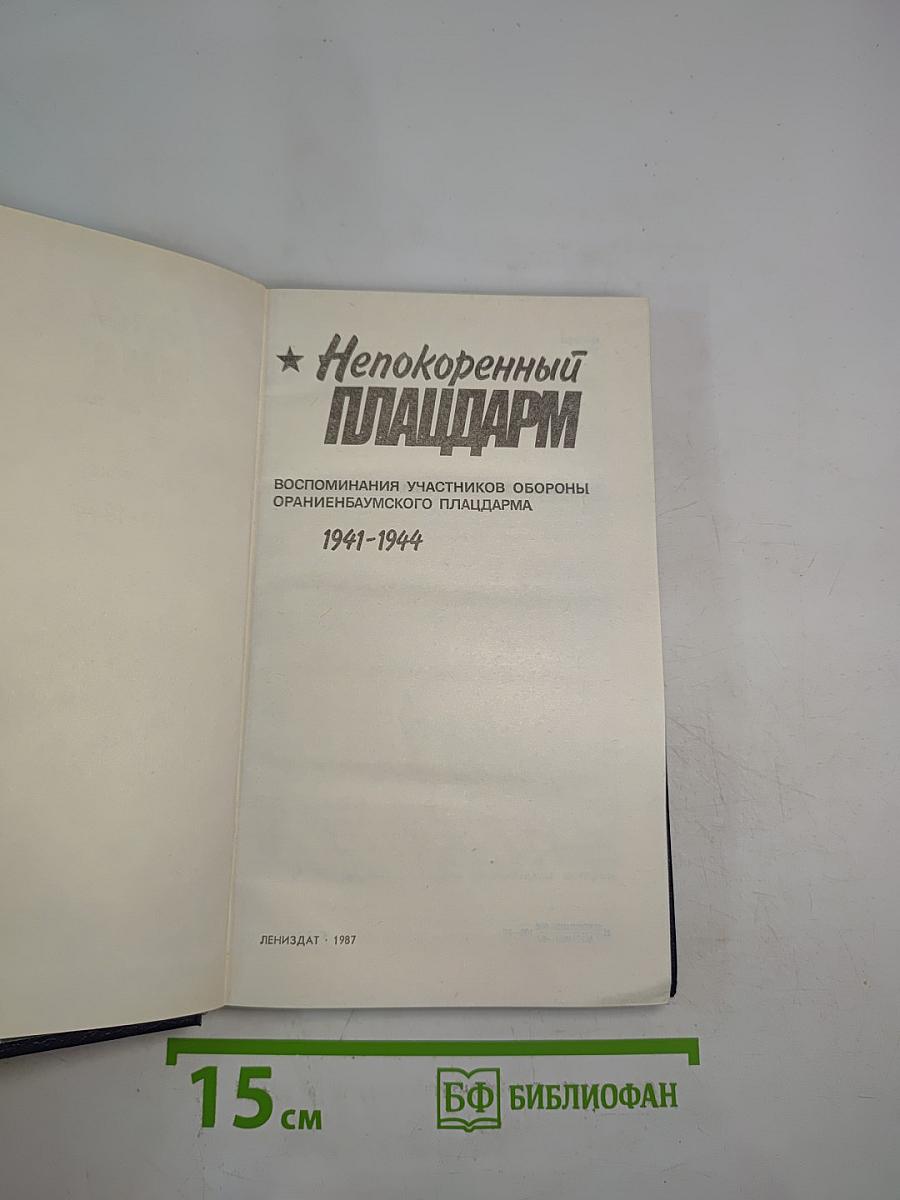 Непокоренный
ПЛАЦДАРМ
ВОСПОМИНАНИЯ УЧАСТНИКОВ ОБОРОНЫ
ОРАНИЕНБАУМСКОГО ПЛАЦДАРМА
1941-1944
ЛЕНИЗДАТ · 1987
15 см
БФ БИБЛИОФАН